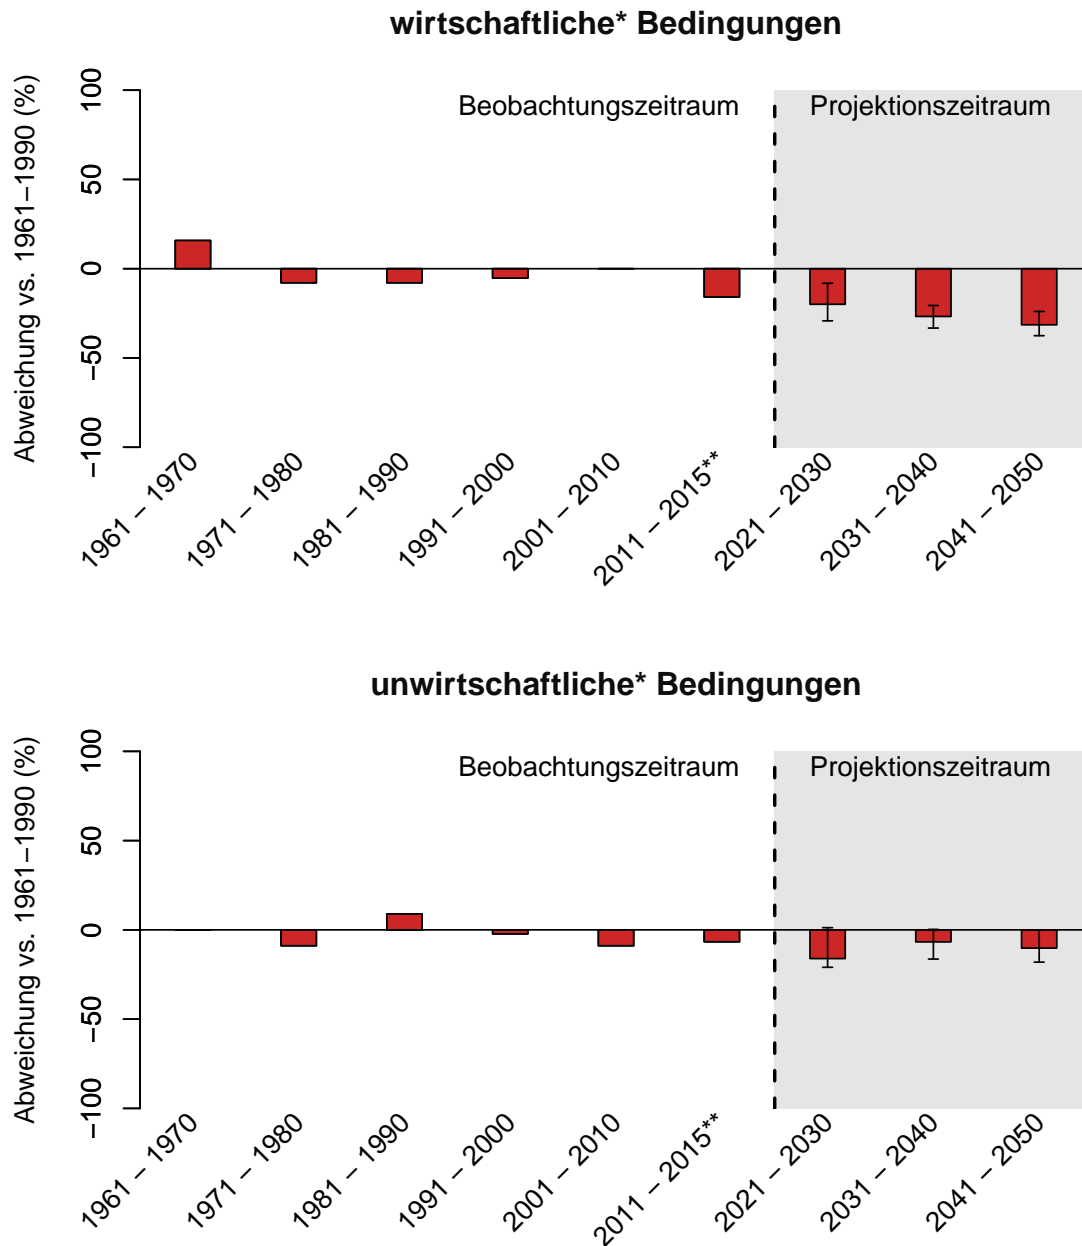 wirtschaftliche* Bedingungen
Abweichung vs. 1961–1990 (%)
100
50
0
−50
−100
Beobachtungszeitraum
Projektionszeitraum
1961 – 1970
1971 – 1980
1981 – 1990
1991 – 2000
2001 – 2010
2011 – 2015**
2021 – 2030
2031 – 2040
2041 – 2050
unwirtschaftliche* Bedingungen
Abweichung vs. 1961–1990 (%)
100
50
0
−50
−100
Beobachtungszeitraum
Projektionszeitraum
1961 – 1970
1971 – 1980
1981 – 1990
1991 – 2000
2001 – 2010
2011 – 2015**
2021 – 2030
2031 – 2040
2041 – 2050